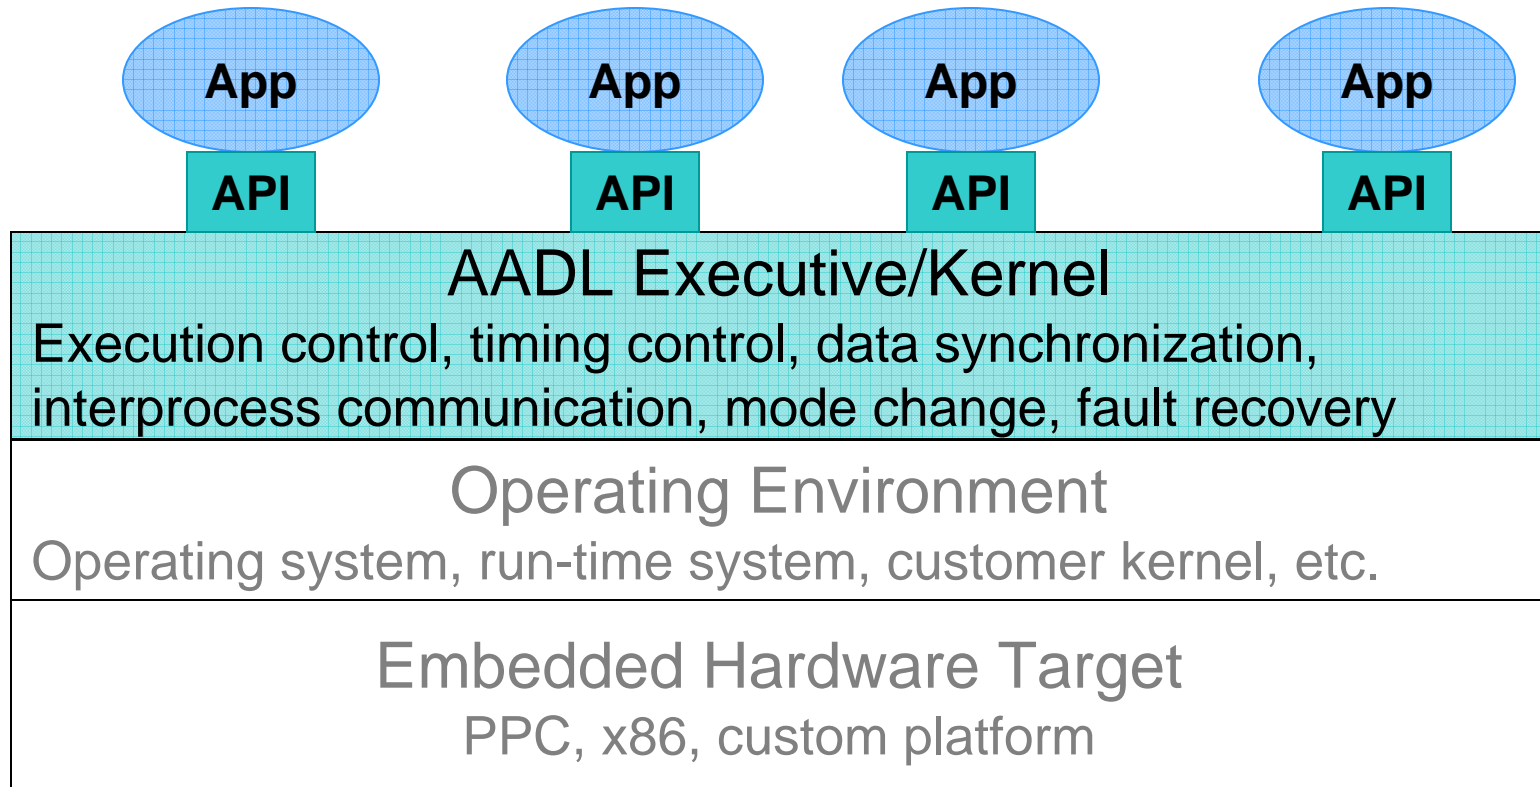 App App App App
API API API API
AADL Executive/Kernel
Execution control, timing control, data synchronization,
interprocess communication, mode change, fault recovery
Operating Environment
Operating system, run-time system, customer kernel, etc.
Embedded Hardware Target
PPC, x86, custom platform